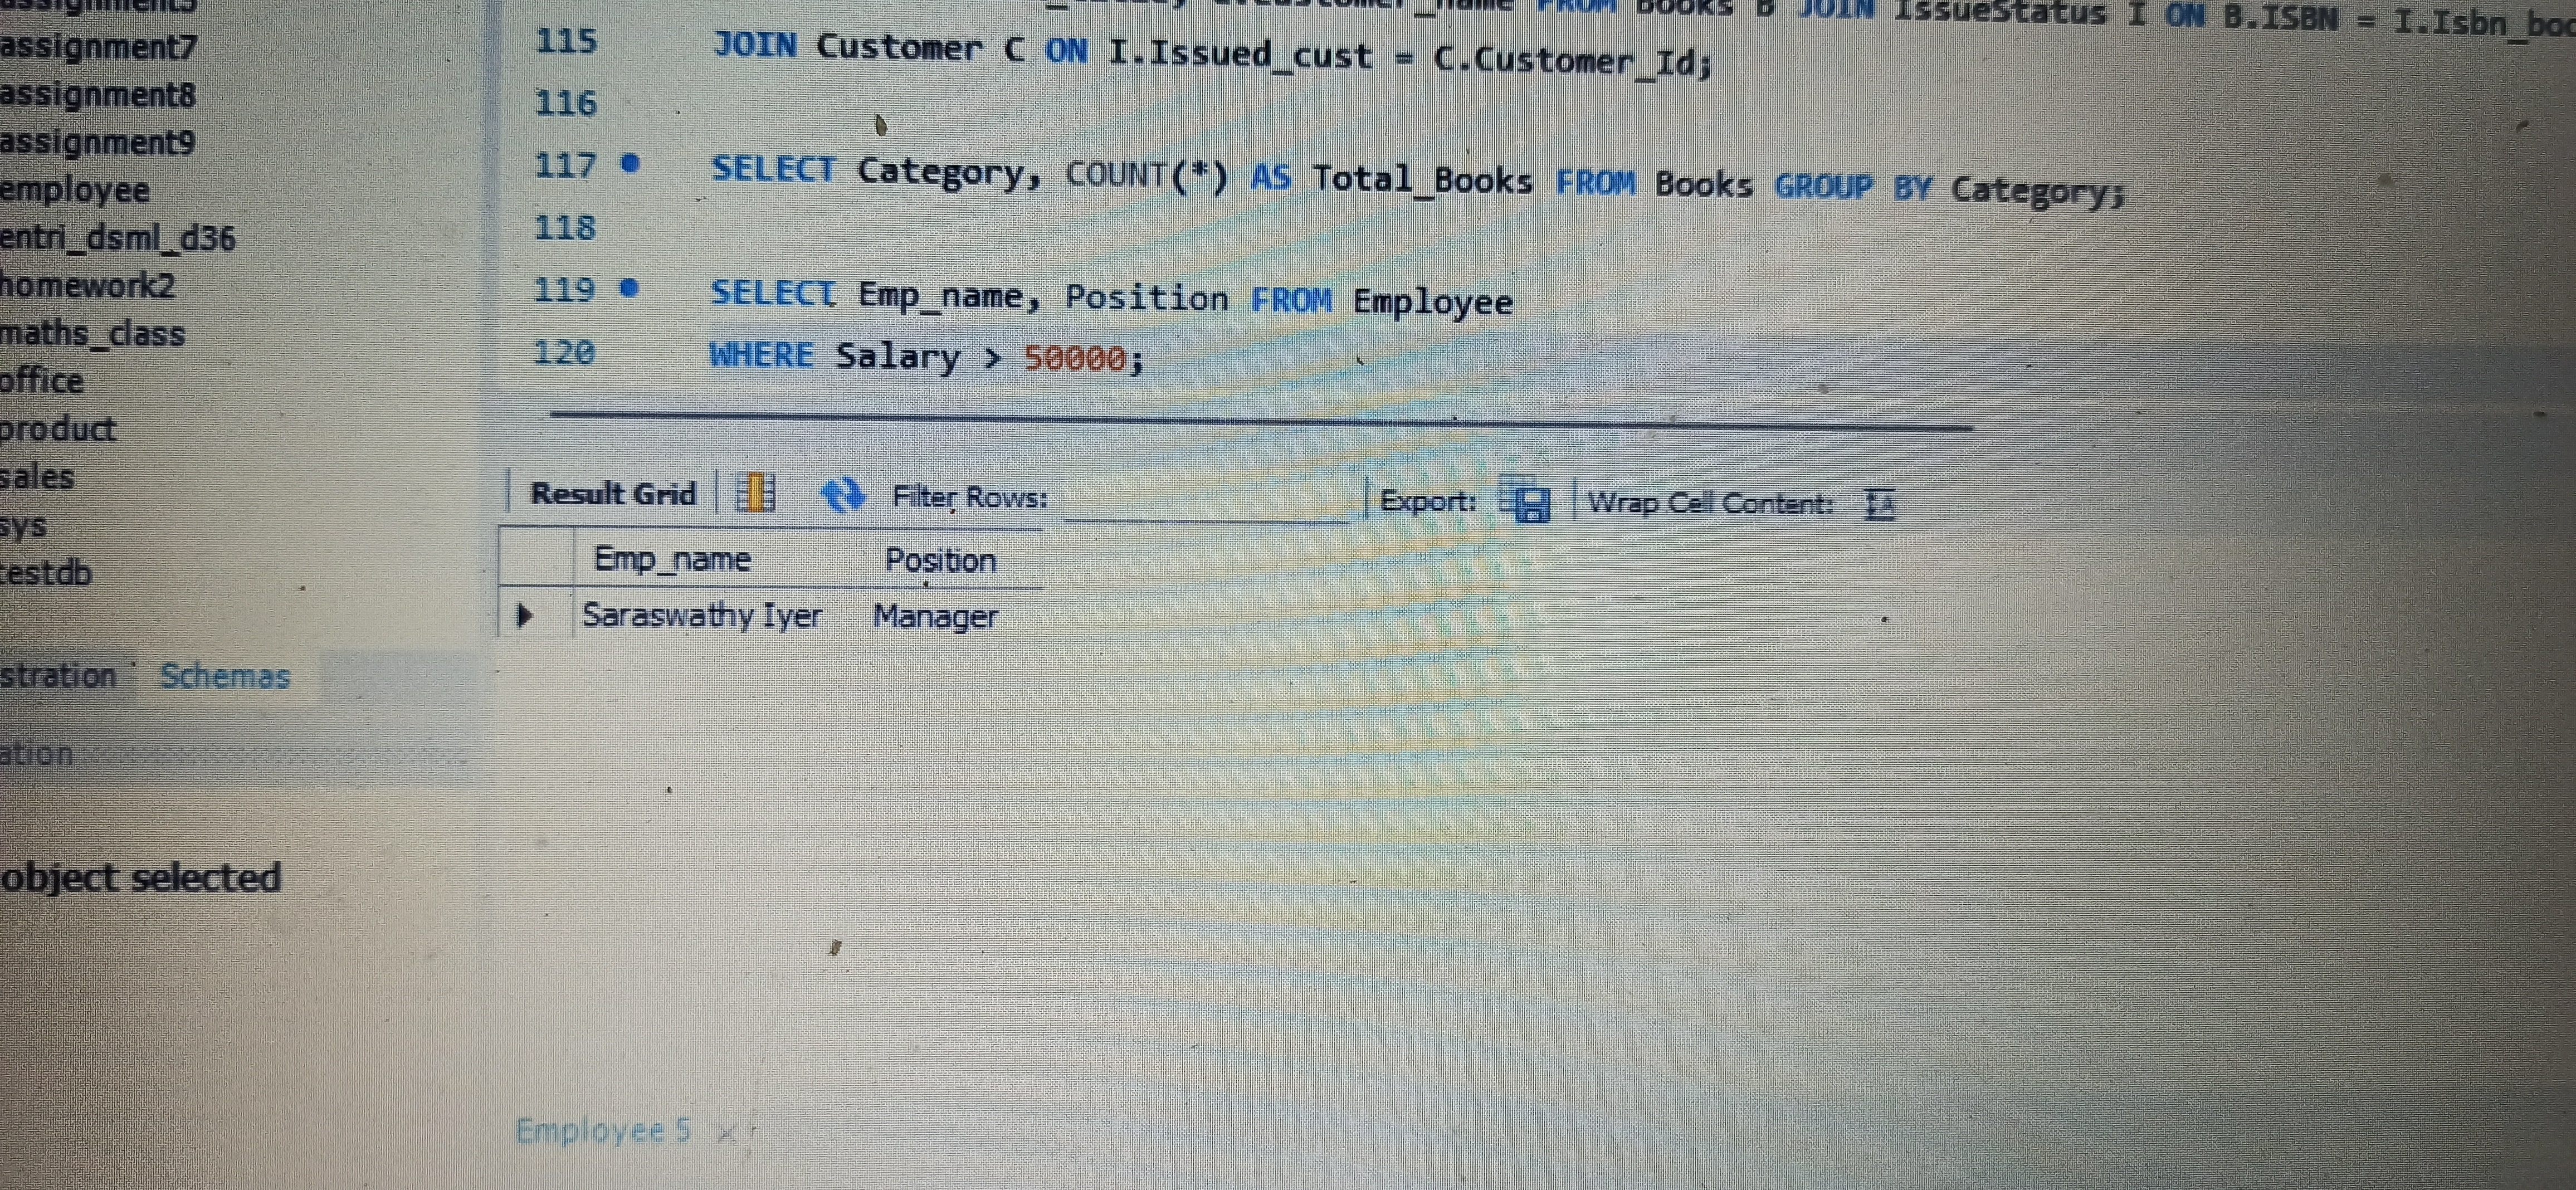 assignment7
assignment8
assignment9
employee
entri_dsml_d36
homework2
maths_class
office
product
sales
sys
testdb
stration Schemas
ation
object selected
FROM Books B JOIN IssueStatus I ON B.ISBN = I.Isbn_boo
115 JOIN Customer C ON I.Issued_cust = C.Customer_Id;
116
117 SELECT Category, COUNT(*) AS Total_Books FROM Books GROUP BY Category;
118
119 SELECT Emp_name, Position FROM Employee
120 WHERE Salary > 50000;
Result Grid Filter Rows: Export: Wrap Cell Content:
Emp_name Position
Saraswathy Iyer Manager
Employee 5